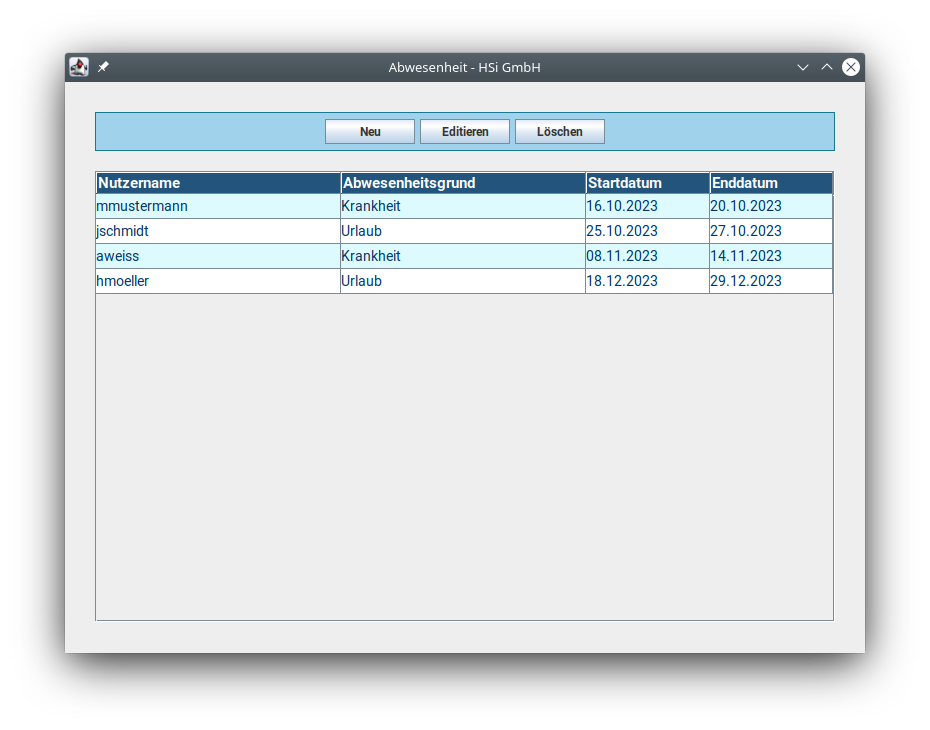 Abwesenheit - HSi GmbH
Neu Editieren Löschen
Nutzername Abwesenheitsgrund Startdatum Enddatum
mmustermann Krankheit 16.10.2023 20.10.2023
jschmidt Urlaub 25.10.2023 27.10.2023
aweiss Krankheit 08.11.2023 14.11.2023
hmoeller Urlaub 18.12.2023 29.12.2023